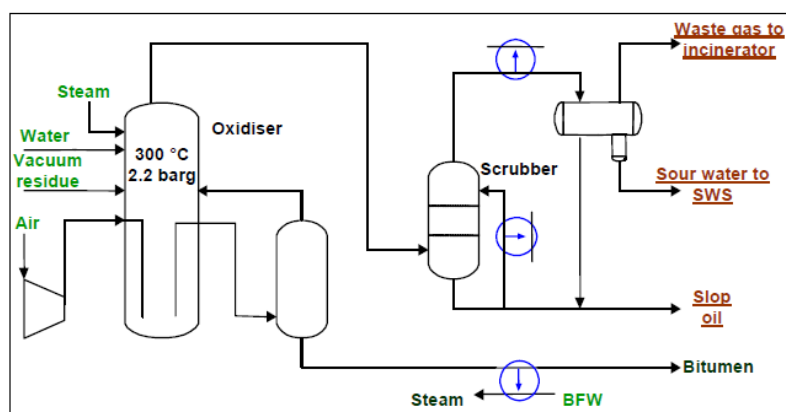 Waste gas to
incinerator
Steam
Oxidiser
Water
300 °C
Vacuum
residue
2.2 barg
Scrubber
Sour water to
SWS
Air
Slop
oil
Bitumen
Steam
BFW